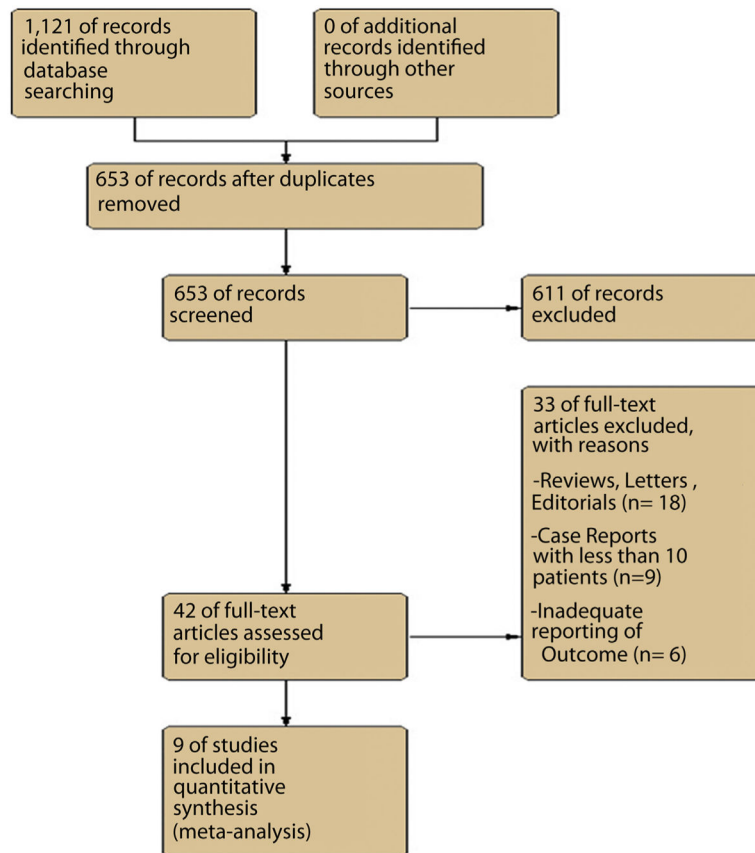 1,121 of records
identified through
database
searching
0 of additional
records identified
through other
sources
653 of records after duplicates
removed
653 of records
screened
611 of records
excluded
33 of full-text
articles excluded,
with reasons
-Reviews, Letters ,
Editorials (n= 18)
-Case Reports
with less than 10
patients (n=9)
-Inadequate
reporting of
Outcome (n= 6)
42 of full-text
articles assessed
for eligibility
9 of studies
included in
quantitative
synthesis
(meta-analysis)